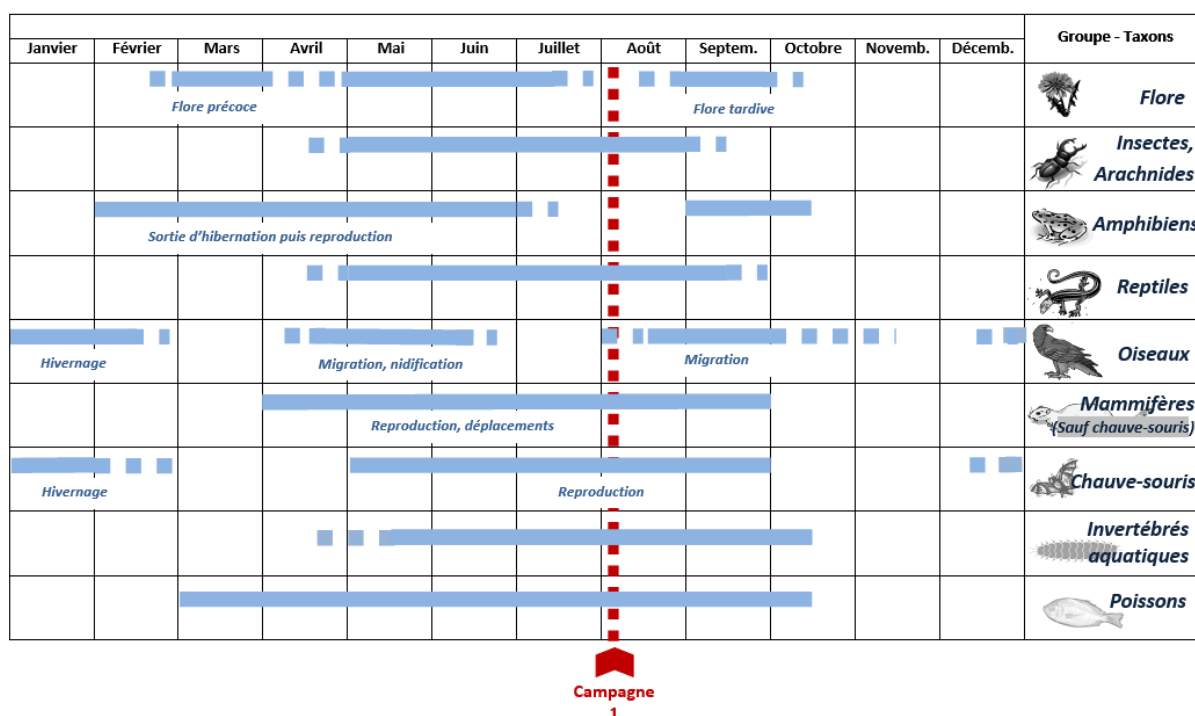 Janvier Février Mars Avril Mai Juin Juillet Août Septem. Octobre Novemb. Décemb. Groupe - Taxons
Flore précoce
Flore tardive
Flore
Insectes,
Arachnides
Sortie d'hibernation puis reproduction
Amphibiens
Reptiles
Hivernage
Migration, nidification
Migration
Oiseaux
Reproduction, déplacements
Mammifères
(Sauf chauve-souris)
Hivernage
Reproduction
Chauve-souris
Invertébrés
aquatiques
Poissons
Campagne
1